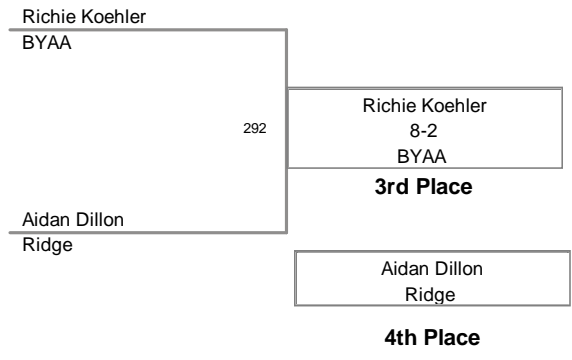 Richie Koehler
BYAA
292
Richie Koehler
8-2
BYAA
3rd Place
Aidan Dillon
Ridge
Aidan Dillon
Ridge
4th Place